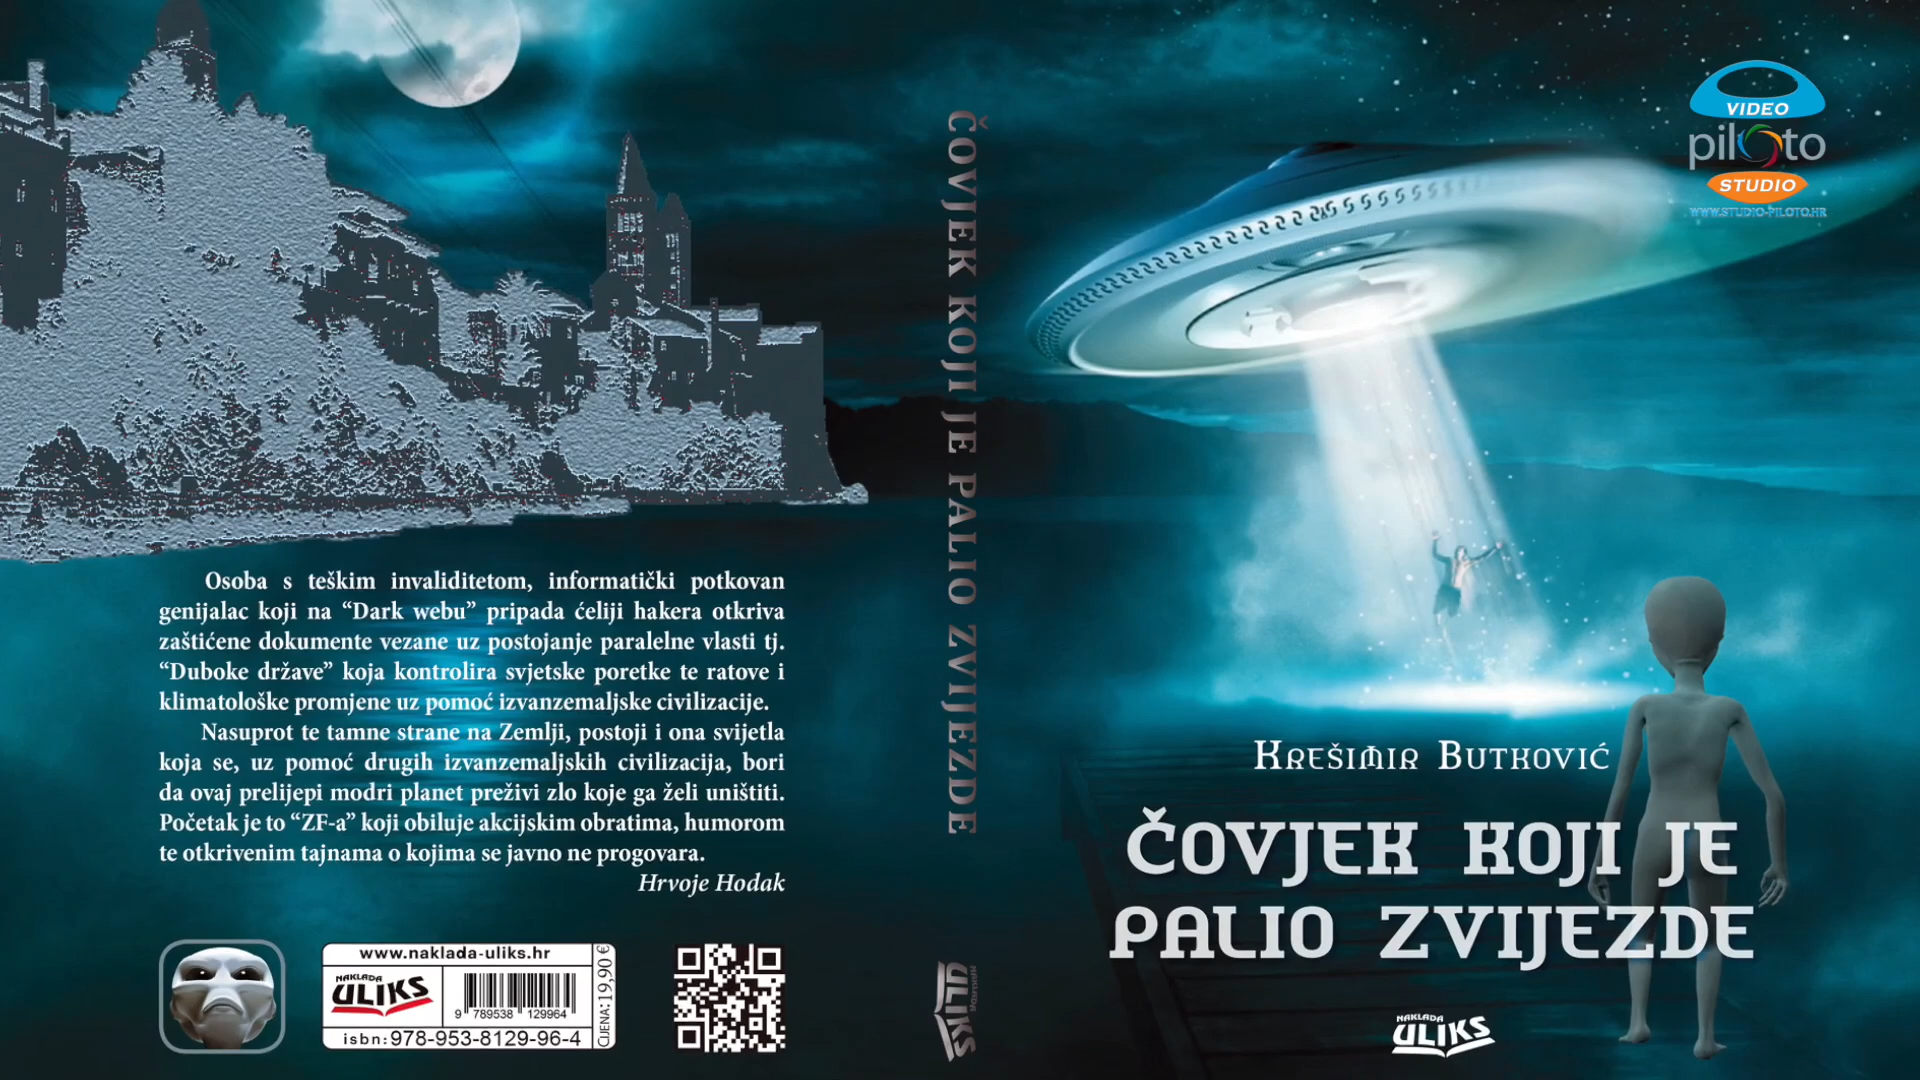 Osoba s teškim invaliditetom, informatički potkovan
genijalac koji na “Dark webu” pripada ćeliji hakera otkriva
zaštićene dokumente vezane uz postojanje paralelne vlasti tj.
“Duboke države” koja kontrolira svjetske poretke te ratove i
klimatološke promjene uz pomoć izvanzemaljske civilizacije.
Nasuprot te tamne strane na Zemlji, postoji i ona svijetla
koja se, uz pomoć drugih izvanzemaljskih civilizacija, bori
da ovaj prelijepi modri planet preživi zlo koje ga želi uništiti.
Početak je to “ZF-a” koji obiluje akcijskim obratima, humorom
te otkrivenim tajnama o kojima se javno ne progovara.
Hrvoje Hodak
www.naklada-uliks.hr
NAKLADA
ULIKS
9 789538 129964
isbn: 978-953-8129-96-4
CIJENA: 19,90 €
ČOVJEK KOJI JE PALIO ZVIJEZDE
NAKLADA
ULIKS
VIDEO
piloto
STUDIO
WWW.STUDIO-PILOTO.HR
KREŠIMIR BUTKOVIĆ
ČOVJEK KOJI JE
PALIO ZVIJEZDE
NAKLADA
ULIKS